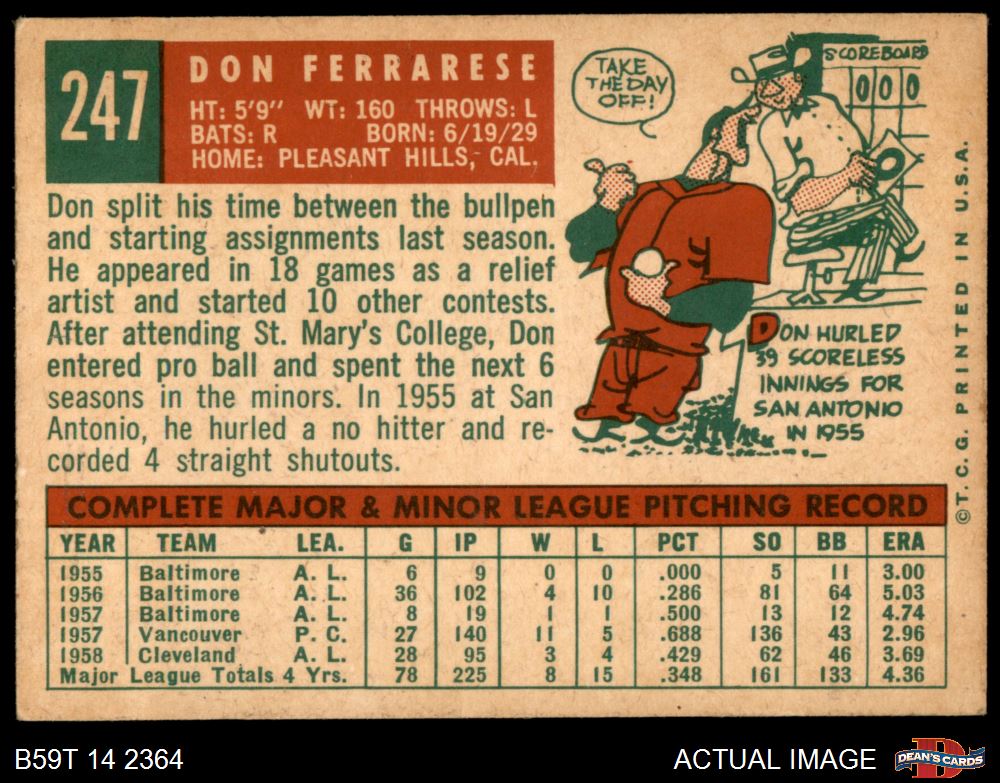 247
DON FERRARESE
HT: 5'9" WT: 160 THROWS: L
BATS: R BORN: 6/19/29
HOME: PLEASANT HILLS, CAL.
Don split his time between the bullpen
and starting assignments last season.
He appeared in 18 games as a relief
artist and started 10 other contests.
After attending St. Mary's College, Don
entered pro ball and spent the next 6
seasons in the minors. In 1955 at San
Antonio, he hurled a no hitter and re-
corded 4 straight shutouts.
TAKE
THE DAY
OFF!
SCOREBOARD
0 0 0
DON HURLED
39 SCORELESS
INNINGS FOR
SAN ANTONIO
IN 1955
©T. C. G. PRINTED IN U.S.A.
COMPLETE MAJOR & MINOR LEAGUE PITCHING RECORD
YEAR TEAM LEA. G IP W L PCT SO BB ERA
1955 Baltimore A. L. 6 9 0 0 .000 5 11 3.00
1956 Baltimore A. L. 36 102 4 10 .286 81 64 5.03
1957 Baltimore A. L. 8 19 1 1 .500 13 12 4.74
1957 Vancouver P. C. 27 140 11 5 .688 136 43 2.96
1958 Cleveland A. L. 28 95 3 4 .429 62 46 3.69
Major League Totals 4 Yrs. 78 225 8 15 .348 161 133 4.36
B59T 14 2364
ACTUAL IMAGE
D
DEAN'S CARDS